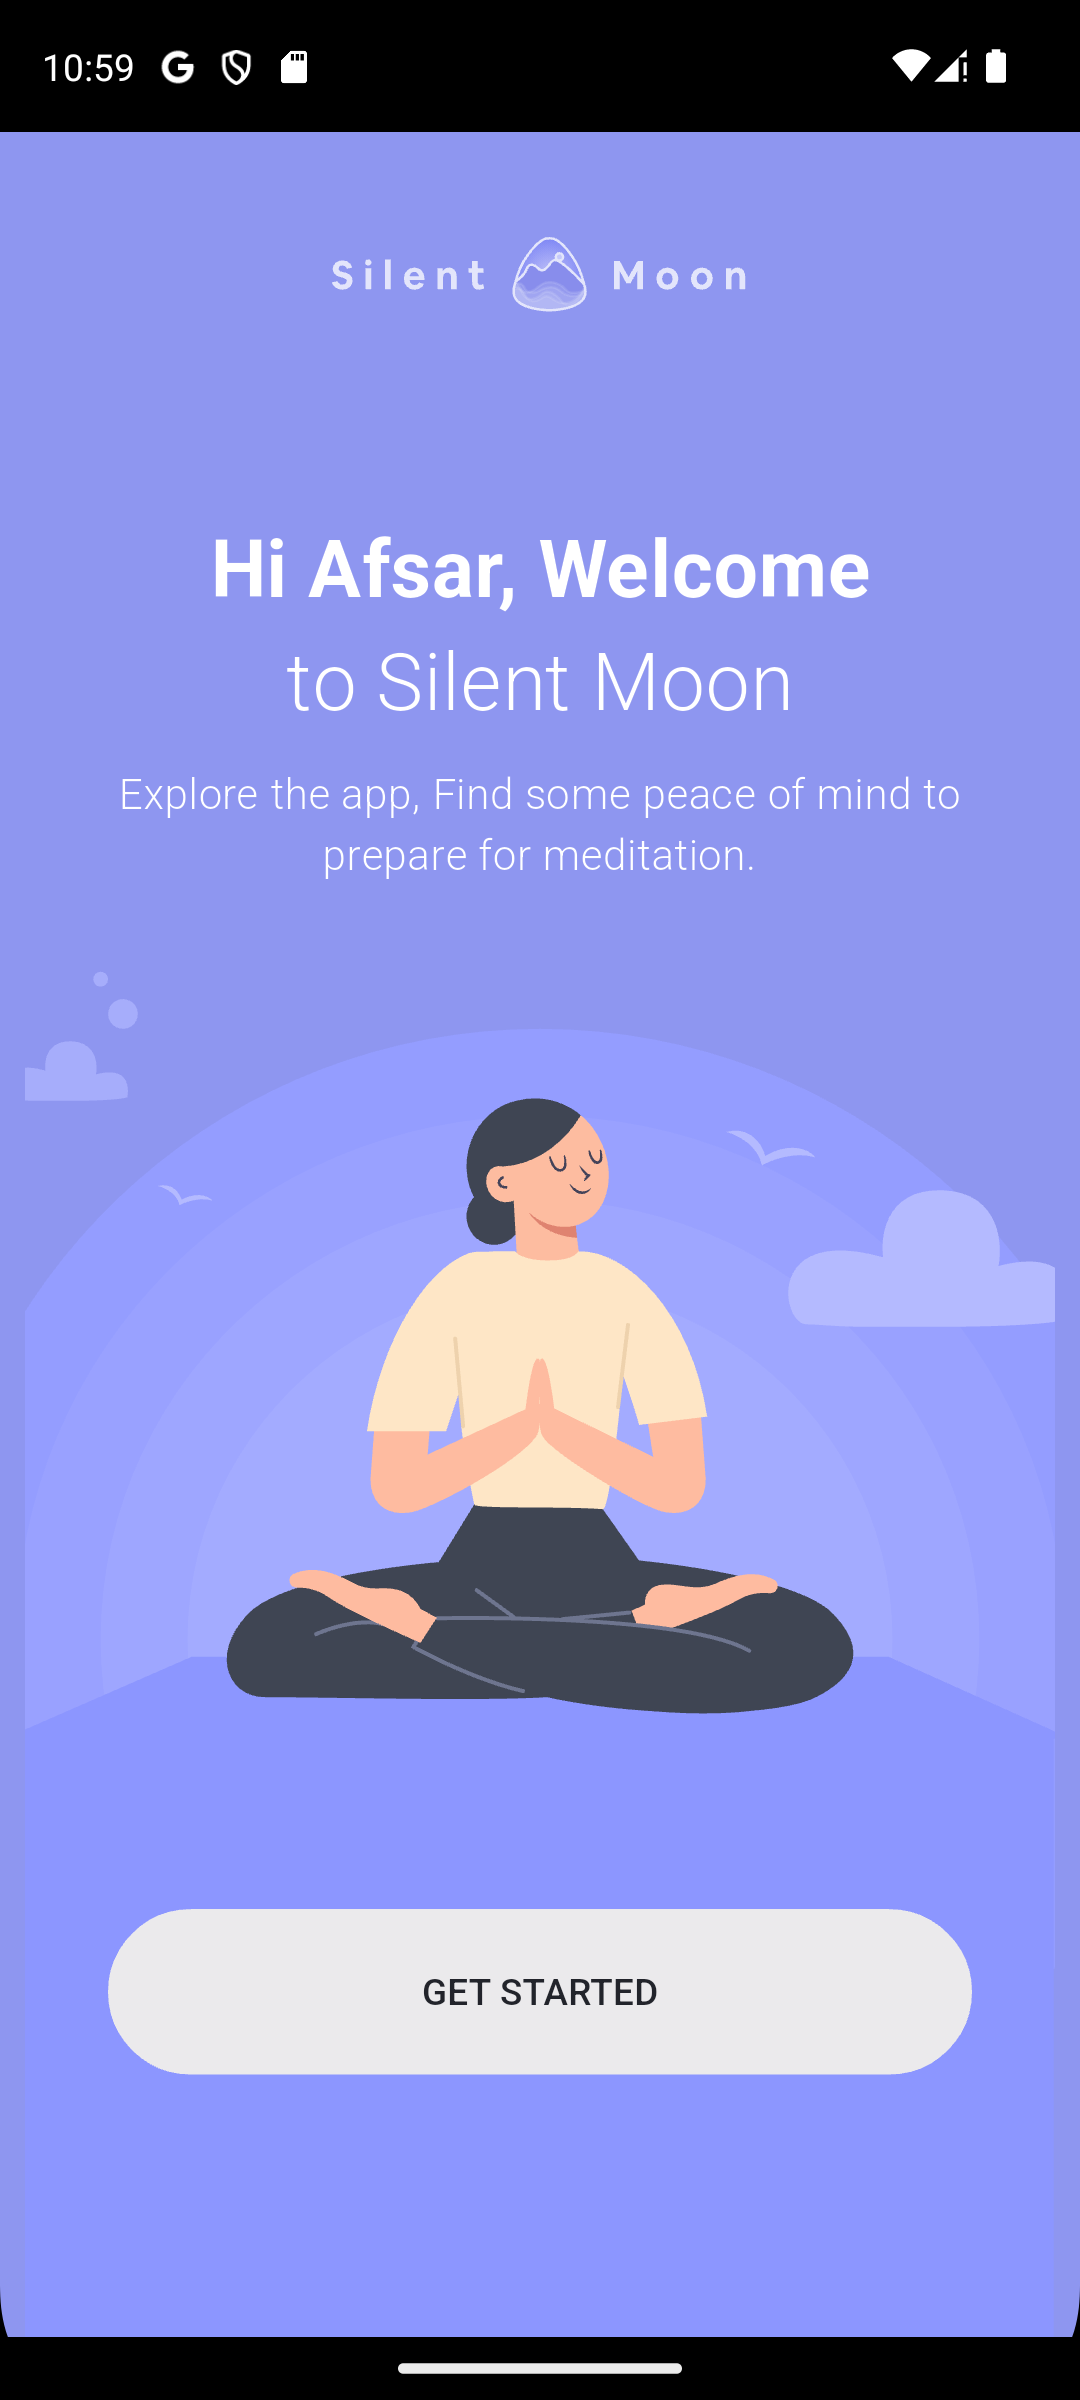 10:59
Silent Moon
Hi Afsar, Welcome
to Silent Moon
Explore the app, Find some peace of mind to
prepare for meditation.
GET STARTED